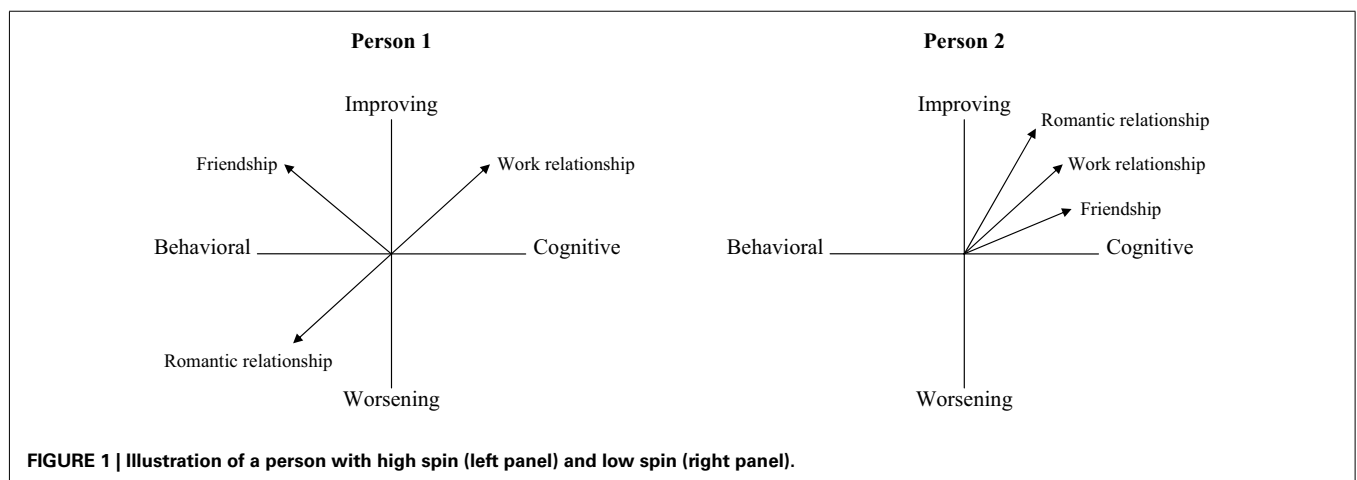 Person 1
Improving
Friendship
Work relationship
Behavioral
Cognitive
Romantic relationship
Worsening
Person 2
Improving
Romantic relationship
Work relationship
Friendship
Behavioral
Cognitive
Worsening
FIGURE 1 | Illustration of a person with high spin (left panel) and low spin (right panel).